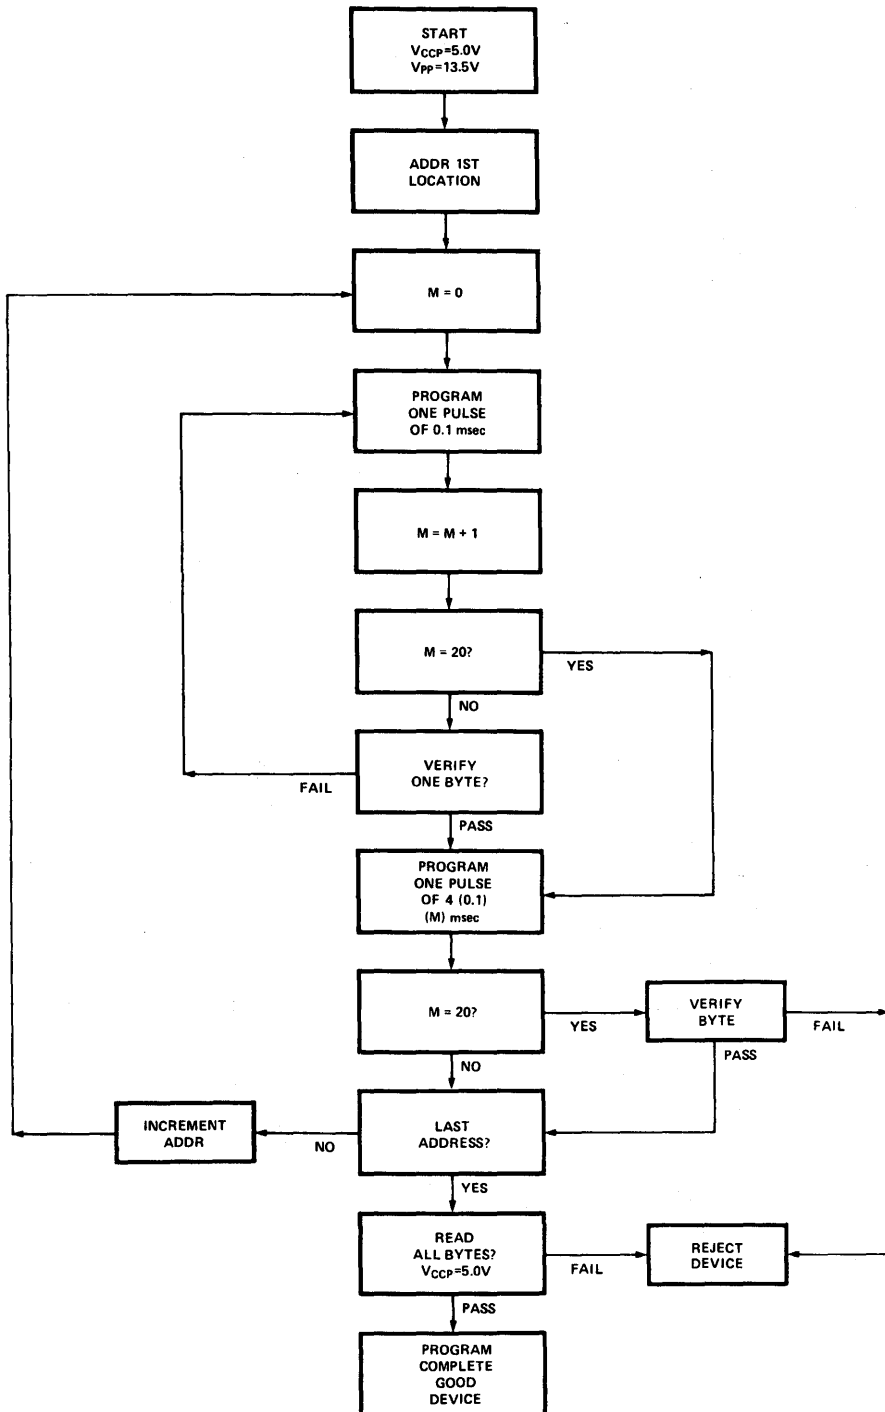 START
VCCP=5.0V
VPP=13.5V
ADDR 1ST
LOCATION
M = 0
PROGRAM
ONE PULSE
OF 0.1 msec
M = M + 1
M = 20?
YES
NO
VERIFY
ONE BYTE?
FAIL
PASS
PROGRAM
ONE PULSE
OF 4 (0.1)
(M) msec
M = 20?
YES
VERIFY
BYTE
FAIL
PASS
NO
INCREMENT
ADDR
NO
LAST
ADDRESS?
YES
READ
ALL BYTES?
VCCP=5.0V
FAIL
REJECT
DEVICE
PASS
PROGRAM
COMPLETE
GOOD
DEVICE